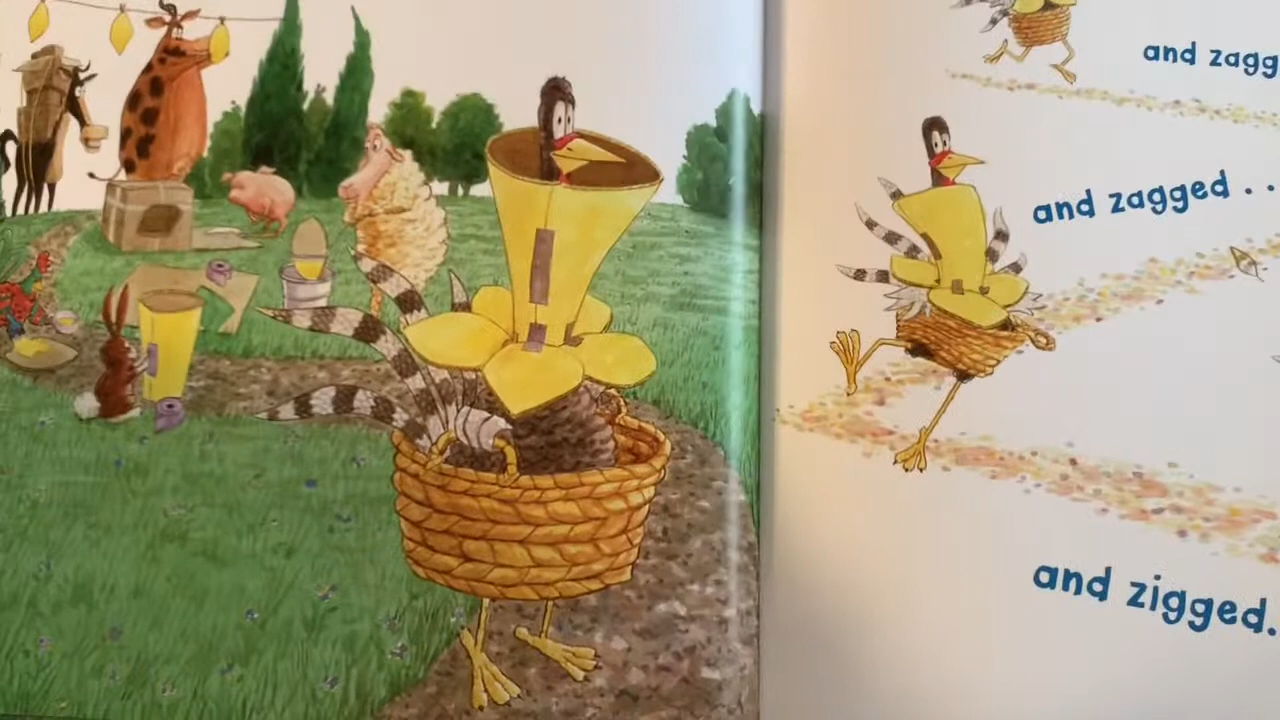 and zagg
and zagged . .
and zigged.